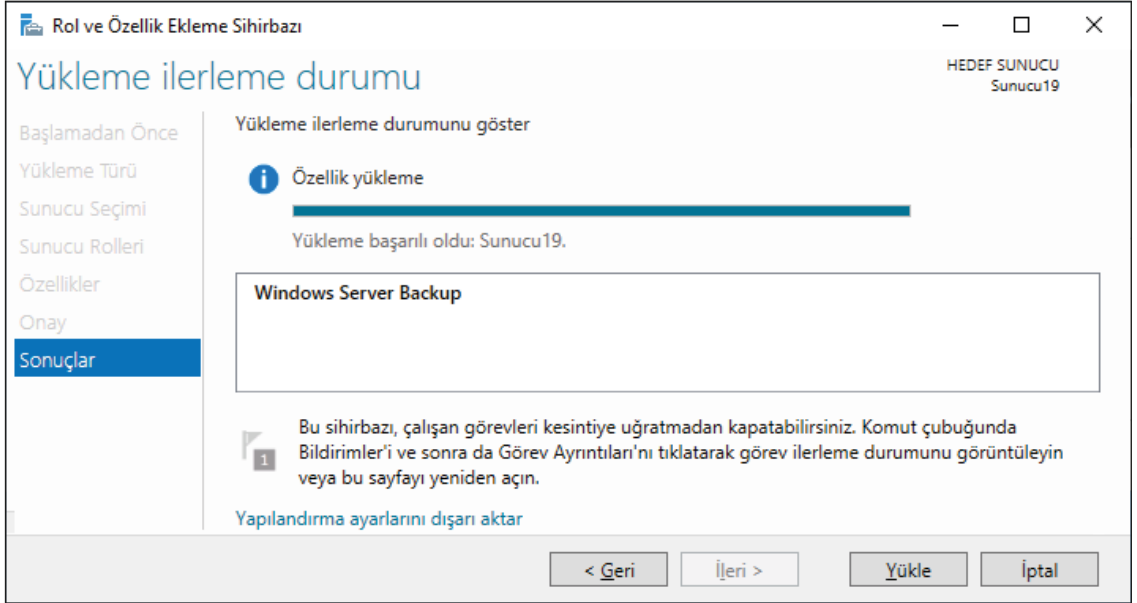 Rol ve Özellik Ekleme Sihirbazı
Yükleme ilerleme durumu
HEDEF SUNUCU
Sunucu19
Başlamadan Önce
Yükleme Türü
Sunucu Seçimi
Sunucu Rolleri
Özellikler
Onay
Sonuçlar
Yükleme ilerleme durumunu göster
Özellik yükleme
Yükleme başarılı oldu: Sunucu19.
Windows Server Backup
1
Bu sihirbazı, çalışan görevleri kesintiye uğratmadan kapatabilirsiniz. Komut çubuğunda
Bildirimler'i ve sonra da Görev Ayrıntıları'nı tıklatarak görev ilerleme durumunu görüntüleyin
veya bu sayfayı yeniden açın.
Yapılandırma ayarlarını dışarı aktar
< Geri İleri > Yükle İptal